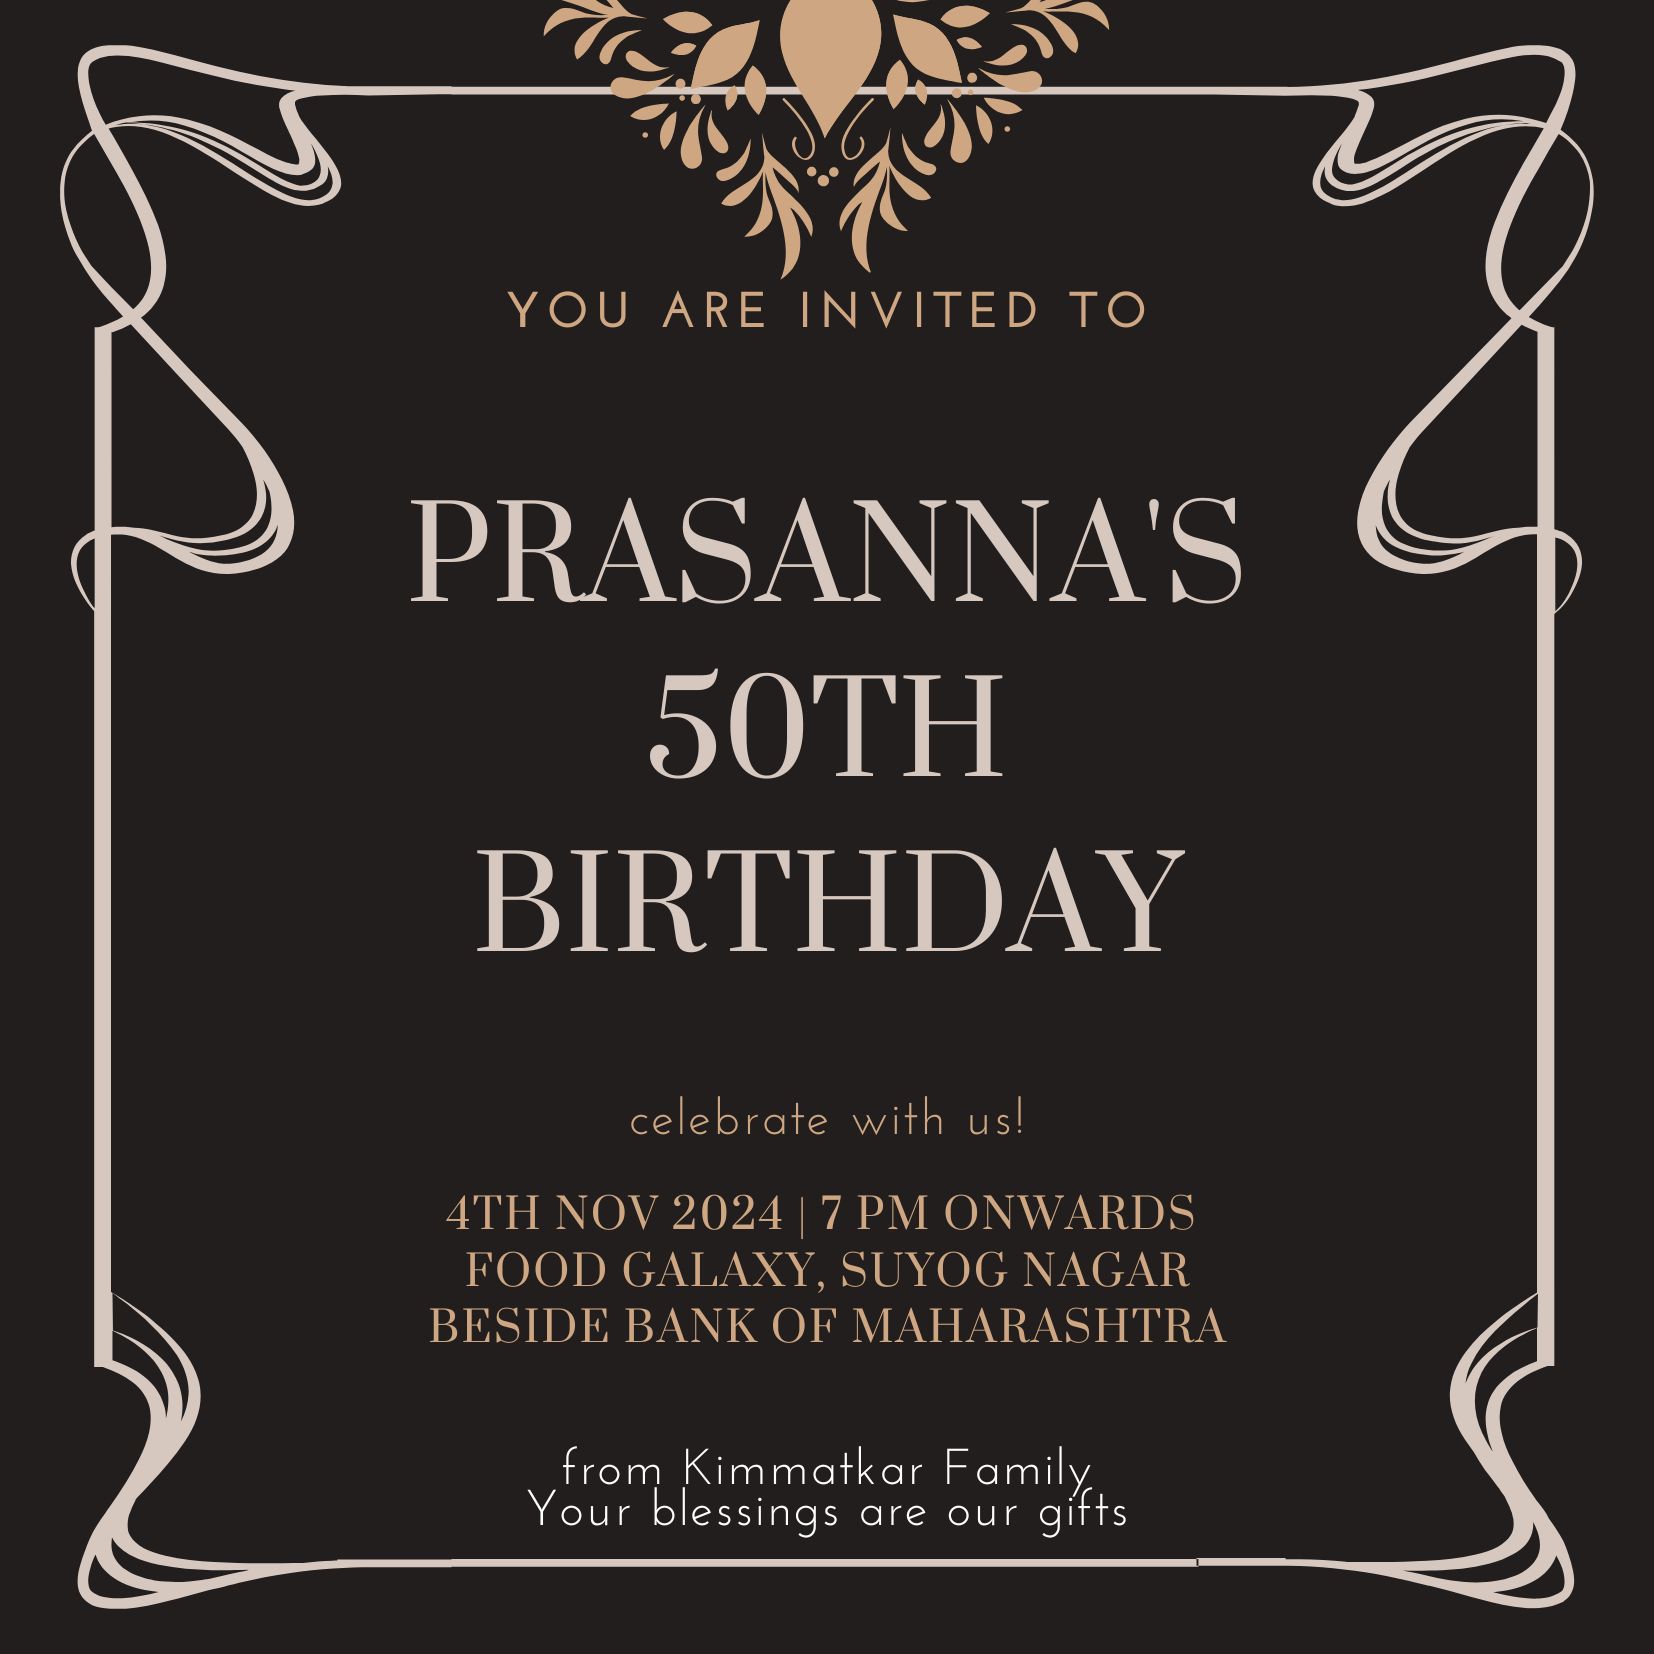 YOU ARE INVITED TO
PRASANNA'S
50TH
BIRTHDAY
celebrate with us!
4TH NOV 2024 | 7 PM ONWARDS
FOOD GALAXY, SUYOG NAGAR
BESIDE BANK OF MAHARASHTRA
from Kimmatkar Family
Your blessings are our gifts